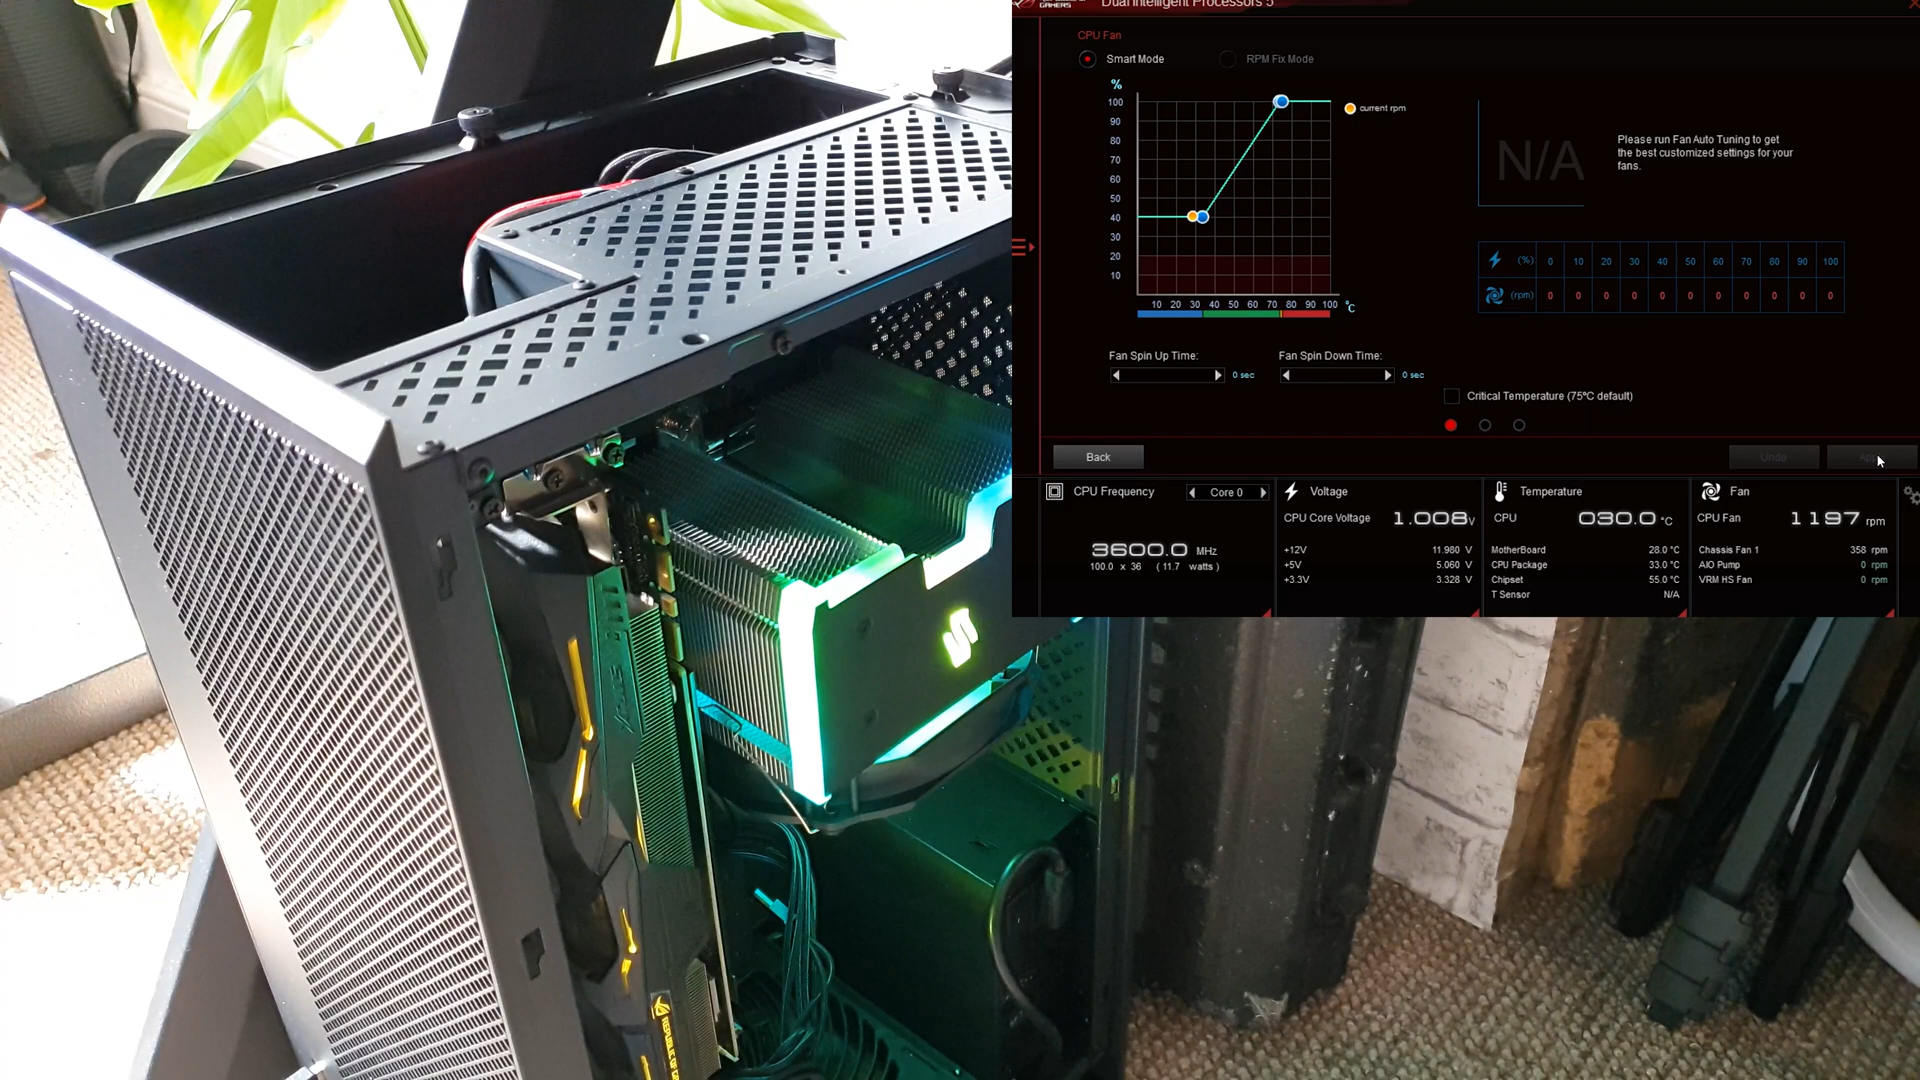 GAMERS
Dual Intelligent Processors 5
CPU Fan
Smart Mode
RPM Fix Mode
%
100
90
80
70
60
50
40
30
20
10
10 20 30 40 50 60 70 80 90 100
°C
current rpm
N/A
Please run Fan Auto Tuning to get
the best customized settings for your
fans.
(%) 0 10 20 30 40 50 60 70 80 90 100
(rpm) 0 0 0 0 0 0 0 0 0 0 0
Fan Spin Up Time:
0 sec
Fan Spin Down Time:
0 sec
Critical Temperature (75°C default)
Back
Undo
CPU Frequency
Core 0
3600.0 MHz
100.0 x 36 ( 11.7 watts )
Voltage
CPU Core Voltage 1.008V
+12V 11.980 V
+5V 5.060 V
+3.3V 3.328 V
Temperature
CPU 030.0 °C
MotherBoard 28.0 °C
CPU Package 33.0 °C
Chipset 55.0 °C
T Sensor N/A
Fan
CPU Fan 1197 rpm
Chassis Fan 1 358 rpm
AIO Pump 0 rpm
VRM HS Fan 0 rpm